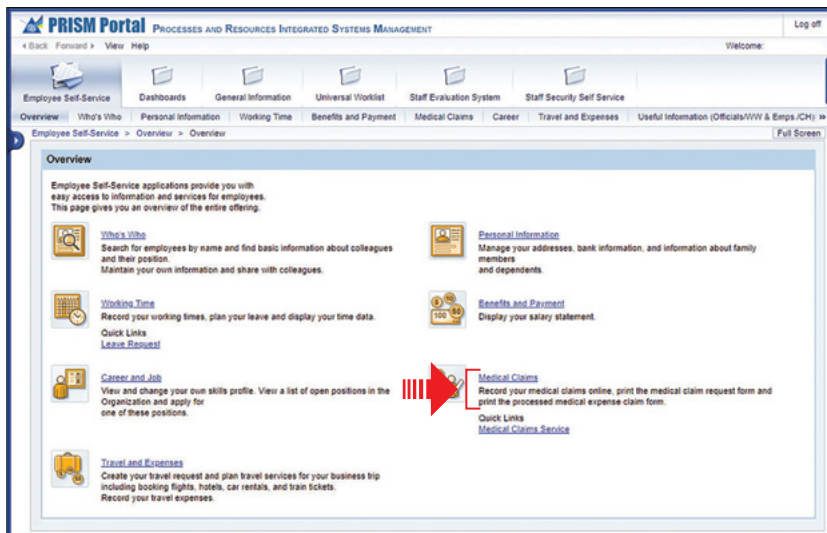 PRISM Portal PROCESSES AND RESOURCES INTEGRATED SYSTEMS MANAGEMENT
Log off
Back Forward View Help
Welcome:
Employee Self-Service Dashboards General Information Universal Worklist Staff Evaluation System Staff Security Self Service
Overview Who's Who Personal Information Working Time Benefits and Payment Medical Claims Career Travel and Expenses Useful Information (Officials/WW & Emps./CH) »
Employee Self-Service > Overview > Overview
Full Screen
Overview
Employee Self-Service applications provide you with
easy access to information and services for employees.
This page gives you an overview of the entire offering.
Who's Who
Search for employees by name and find basic information about colleagues
and their position.
Maintain your own information and share with colleagues.
Personal Information
Manage your addresses, bank information, and information about family
members
and dependents.
Working Time
Record your working times, plan your leave and display your time data.
Quick Links
Leave Request
Benefits and Payment
Display your salary statement.
Career and Job
View and change your own skills profile. View a list of open positions in the
Organization and apply for
one of these positions.
Medical Claims
Record your medical claims online, print the medical claim request form and
print the processed medical expense claim form.
Quick Links
Medical Claims Service
Travel and Expenses
Create your travel request and plan travel services for your business trip
including booking flights, hotels, car rentals, and train tickets.
Record your travel expenses.